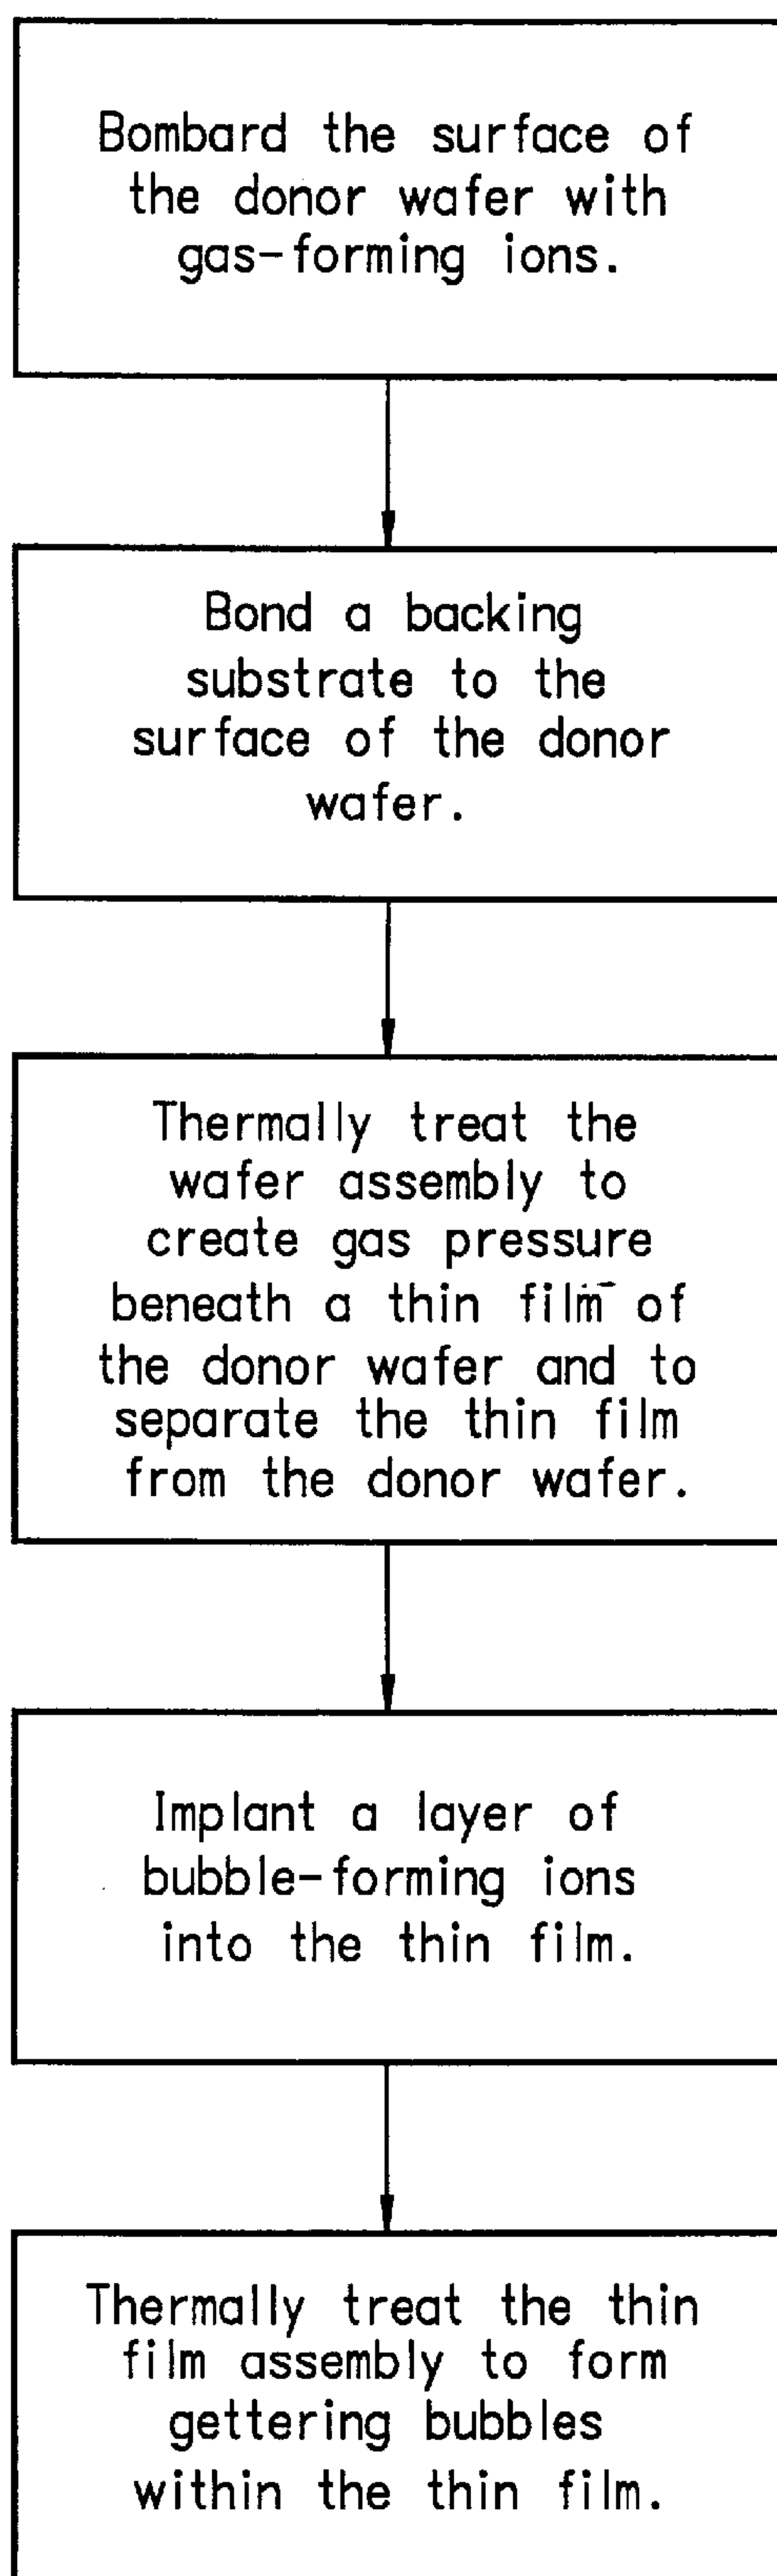 Bombard the surface of
the donor wafer with
gas-forming ions.
Bond a backing
substrate to the
surface of the donor
wafer.
Thermally treat the
wafer assembly to
create gas pressure
beneath a thin film of
the donor wafer and to
separate the thin film
from the donor wafer.
Implant a layer of
bubble-forming ions
into the thin film.
Thermally treat the thin
film assembly to form
gettering bubbles
within the thin film.